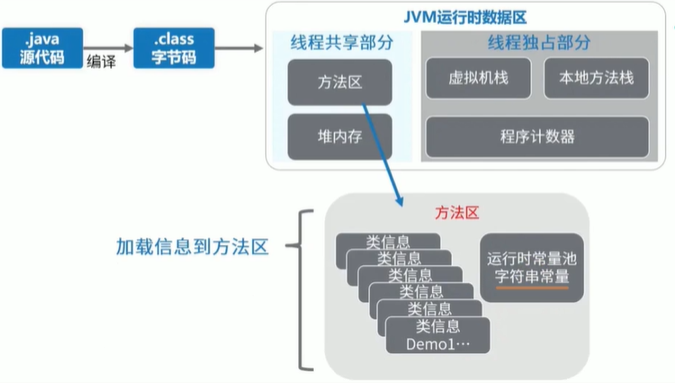 JVM运行时数据区
.java
源代码
编译
.class
字节码
线程共享部分
线程独占部分
方法区
虚拟机栈
本地方法栈
堆内存
程序计数器
方法区
加载信息到方法区
类信息
类信息
类信息
类信息
类信息
类信息
Demo1…
运行时常量池
字符串常量